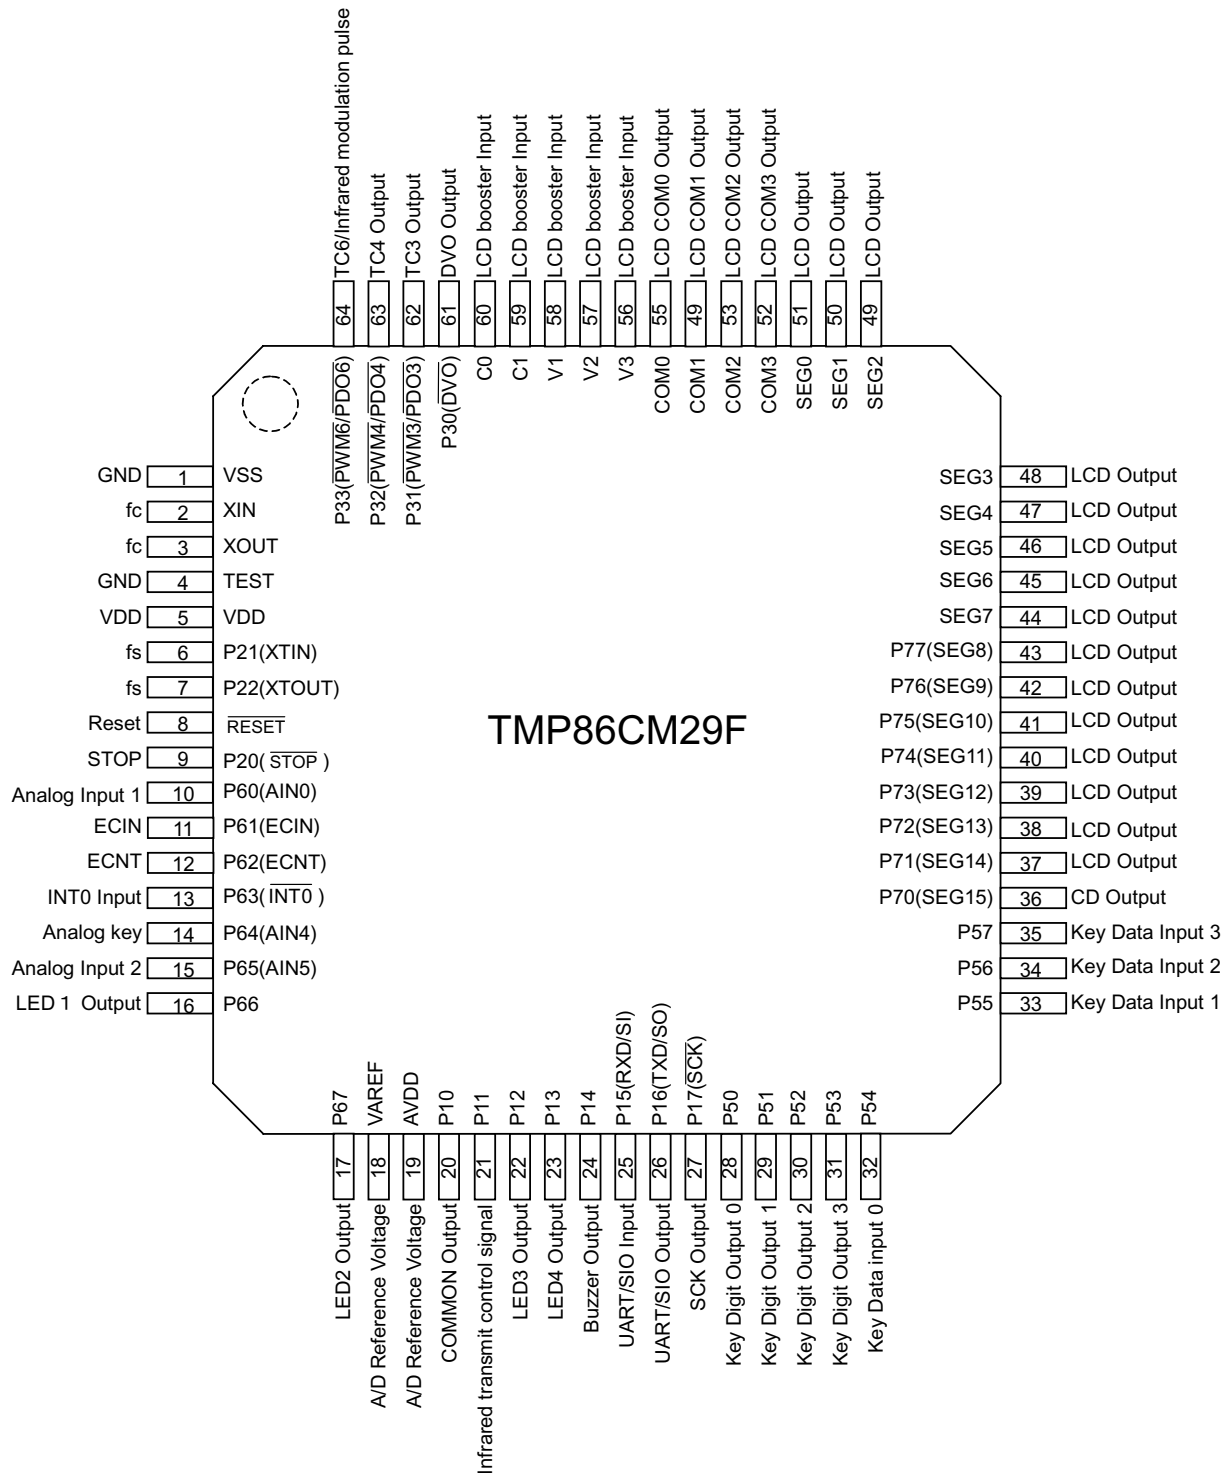 TC6/Infrared modulation pulse
TC4 Output
TC3 Output
DVO Output
LCD booster Input
LCD booster Input
LCD booster Input
LCD booster Input
LCD booster Input
LCD COM0 Output
LCD COM1 Output
LCD COM2 Output
LCD COM3 Output
LCD Output
LCD Output
LCD Output
64
63
62
61
60
59
58
57
56
55
49
53
52
51
50
49
P33(PWM6/PDO6)
P32(PWM4/PDO4)
P31(PWM3/PDO3)
P30(DVO)
C0
C1
V1
V2
V3
COM0
COM1
COM2
COM3
SEG0
SEG1
SEG2
GND 1 VSS
fc 2 XIN
fc 3 XOUT
GND 4 TEST
VDD 5 VDD
fs 6 P21(XTIN)
fs 7 P22(XTOUT)
Reset 8 RESET
STOP 9 P20( STOP )
Analog Input 1 10 P60(AIN0)
ECIN 11 P61(ECIN)
ECNT 12 P62(ECNT)
INT0 Input 13 P63( INT0 )
Analog key 14 P64(AIN4)
Analog Input 2 15 P65(AIN5)
LED 1 Output 16 P66
TMP86CM29F
SEG3 48 LCD Output
SEG4 47 LCD Output
SEG5 46 LCD Output
SEG6 45 LCD Output
SEG7 44 LCD Output
P77(SEG8) 43 LCD Output
P76(SEG9) 42 LCD Output
P75(SEG10) 41 LCD Output
P74(SEG11) 40 LCD Output
P73(SEG12) 39 LCD Output
P72(SEG13) 38 LCD Output
P71(SEG14) 37 LCD Output
P70(SEG15) 36 CD Output
P57 35 Key Data Input 3
P56 34 Key Data Input 2
P55 33 Key Data Input 1
P67
VAREF
AVDD
P10
P11
P12
P13
P14
P15(RXD/SI)
P16(TXD/SO)
P17(SCK)
P50
P51
P52
P53
P54
17
18
19
20
21
22
23
24
25
26
27
28
29
30
31
32
LED2 Output
A/D Reference Voltage
A/D Reference Voltage
COMMON Output
Infrared transmit control signal
LED3 Output
LED4 Output
Buzzer Output
UART/SIO Input
UART/SIO Output
SCK Output
Key Digit Output 0
Key Digit Output 1
Key Digit Output 2
Key Digit Output 3
Key Data input 0